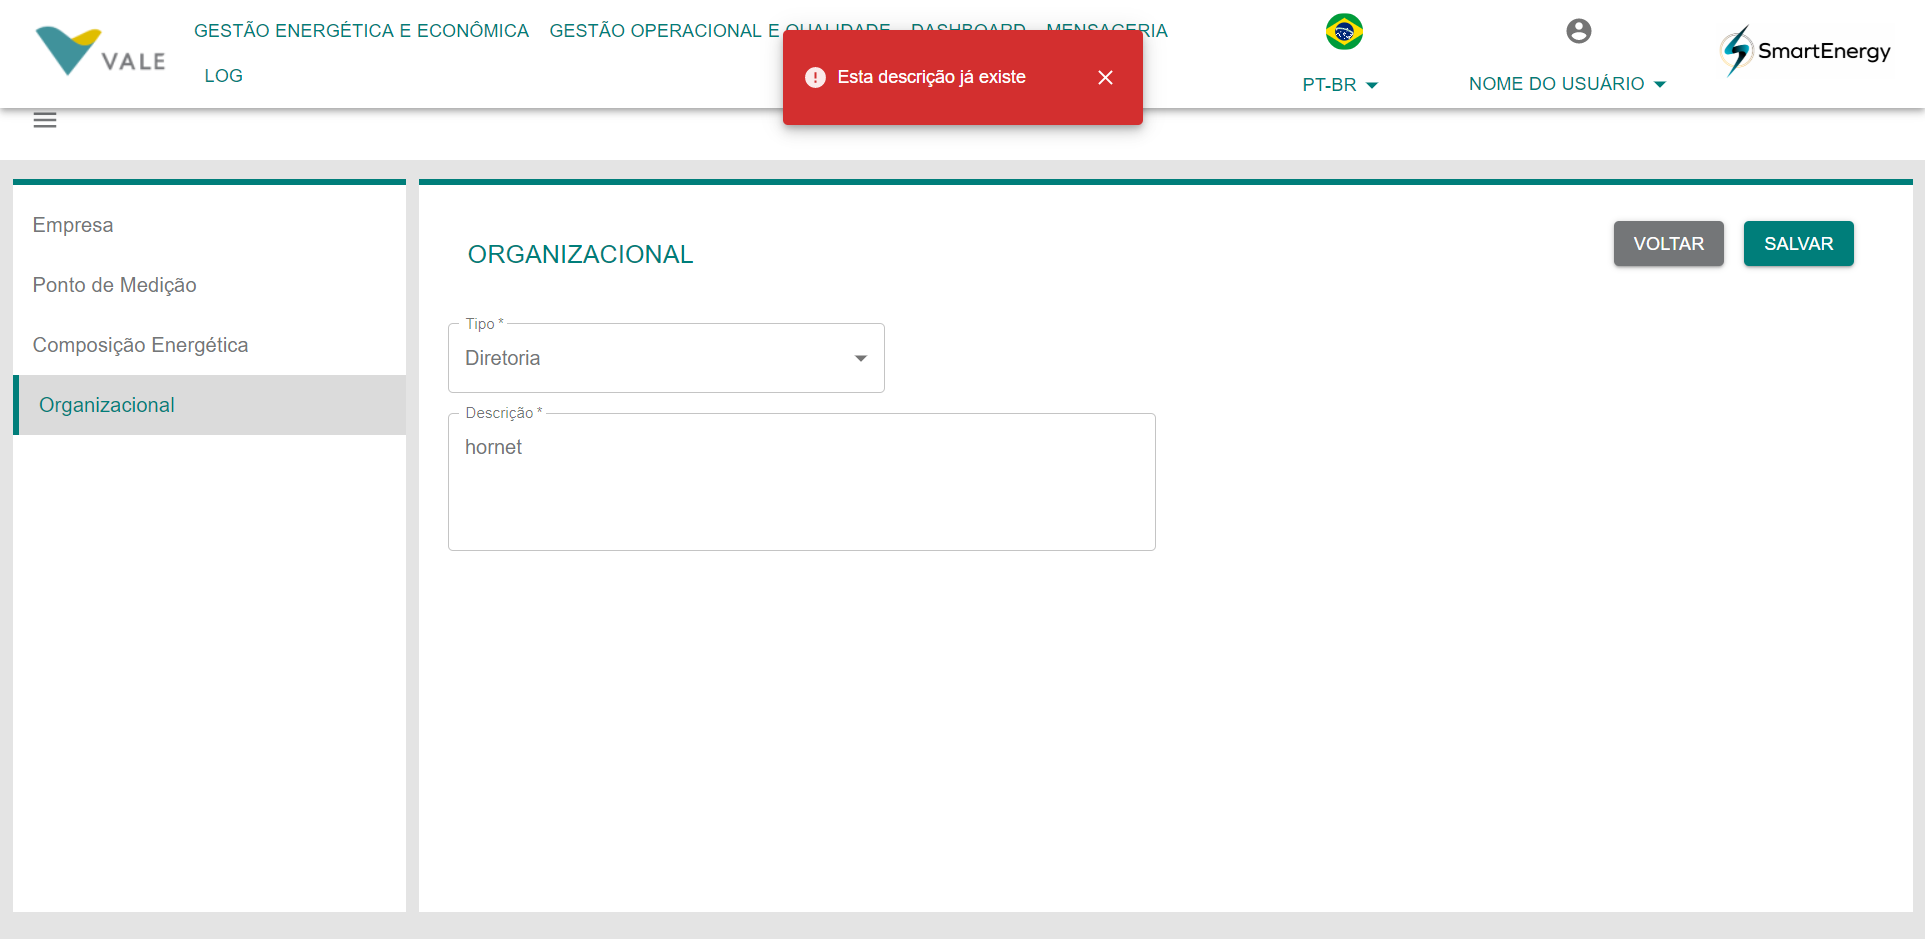 VALE
GESTÃO ENERGÉTICA E ECONÔMICA
GESTÃO OPERACIONAL E QUALIDADE
DASHBOARD
MENSAGERIA
LOG
Esta descrição já existe
PT-BR
NOME DO USUÁRIO
SmartEnergy
Empresa
Ponto de Medição
Composição Energética
Organizacional
ORGANIZACIONAL
VOLTAR
SALVAR
Tipo *
Diretoria
Descrição *
hornet